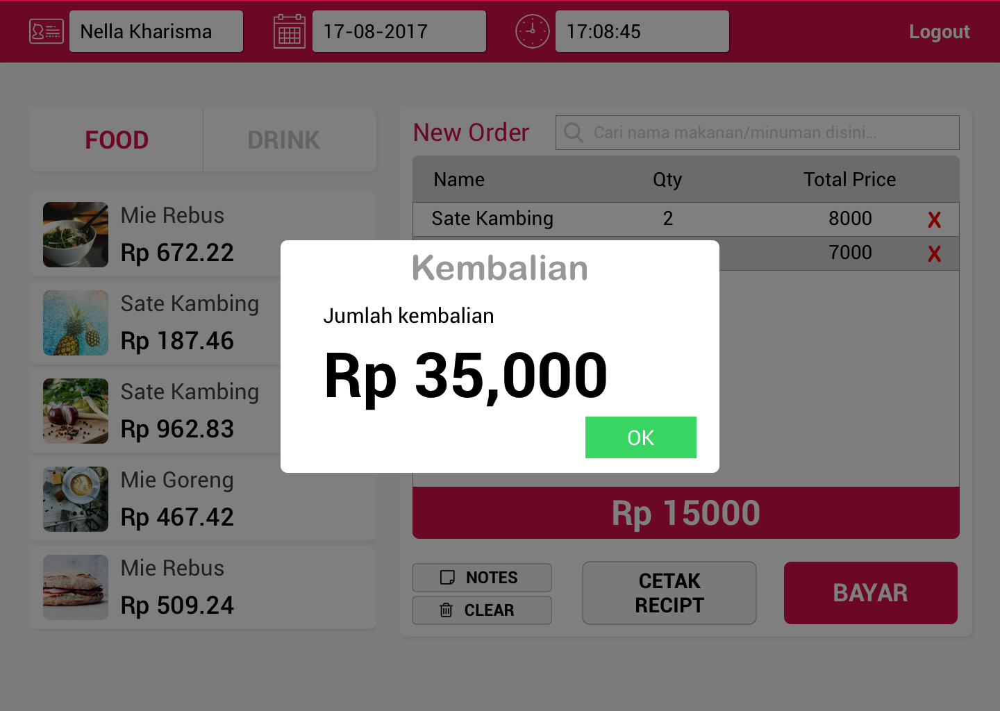 Nella Kharisma
17-08-2017
17:08:45
Logout
FOOD
DRINK
Mie Rebus
Rp 672.22
Sate Kambing
Rp 187.46
Sate Kambing
Rp 962.83
Mie Goreng
Rp 467.42
Mie Rebus
Rp 509.24
New Order
Cari nama makanan/minuman disini...
Name Qty Total Price
Sate Kambing 2 8000 X
7000 X
Kembalian
Jumlah kembalian
Rp 35,000
OK
Rp 15000
NOTES
CLEAR
CETAK
RECIPT
BAYAR